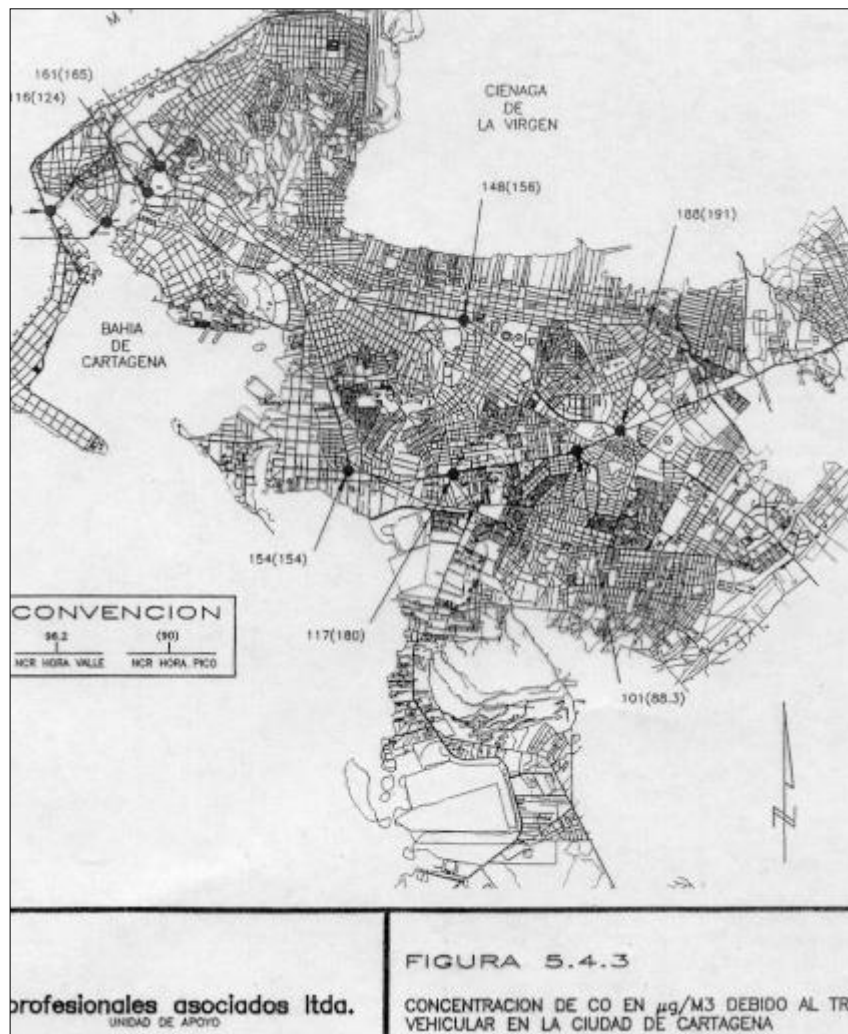 161(165)
116(124)
CIENAGA
DE
LA VIRGEN
148(156)
188(191)
BAHIA
DE
CARTAGENA
154(154)
CONVENCION
96.2 (90)
NCR HORA VALLE NCR HORA PICO
117(180)
101(88.3)
FIGURA 5.4.3
profesionales asociados ltda.
UNIDAD DE APOYO
CONCENTRACION DE CO EN µg/M3 DEBIDO AL TR
VEHICULAR EN LA CIUDAD DE CARTAGENA